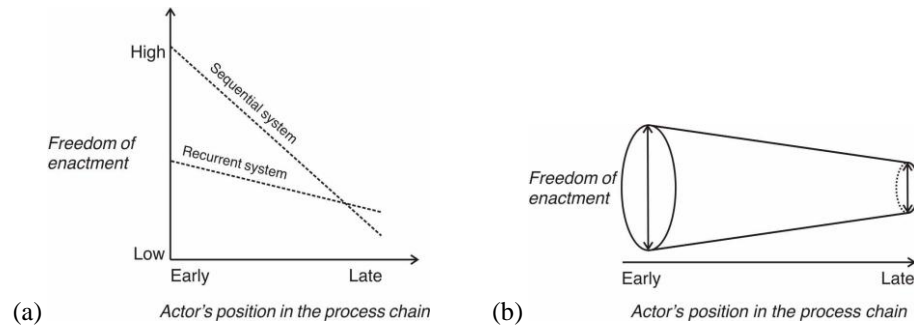 High
Sequential system
Freedom of
enactment
Recurrent system
Low
Early
Late
(a)
Actor's position in the process chain
Freedom of
enactment
Early
Late
(b)
Actor's position in the process chain